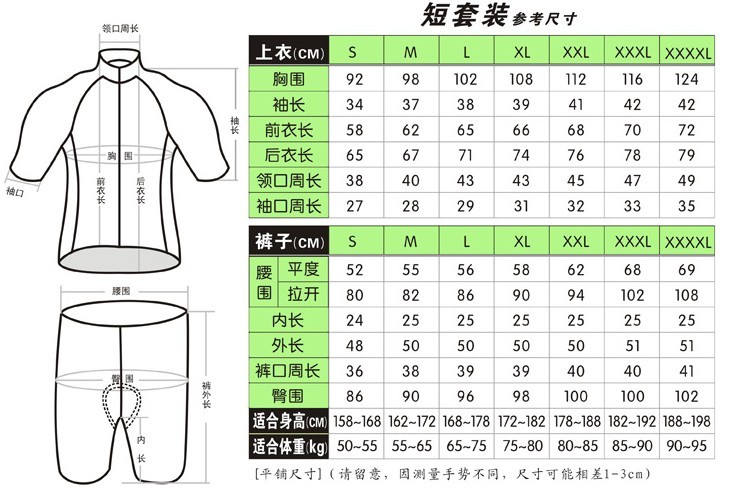 短套装 参考尺寸
领口周长
袖长
胸围
前衣长
后衣长
袖口
上衣(CM) S M L XL XXL XXXL XXXXL
胸围 92 98 102 108 112 116 124
袖长 34 37 38 39 41 42 42
前衣长 58 62 65 66 68 70 72
后衣长 65 67 71 74 76 78 79
领口周长 38 40 43 43 45 47 49
袖口周长 27 28 29 31 32 33 35
腰围
臀围
裤外长
内长
裤子(CM) S M L XL XXL XXXL XXXXL
腰围 平度 52 55 56 58 62 68 69
拉开 80 82 86 90 94 102 108
内长 24 25 25 25 25 25 25
外长 48 50 50 50 50 51 51
裤口周长 36 38 39 39 40 40 41
臀围 86 90 96 98 100 100 102
适合身高(CM) 158~168 162~172 168~178 172~182 178~188 182~192 188~198
适合体重(kg) 50~55 55~65 65~75 75~80 80~85 85~90 90~95
[平铺尺寸]（请留意，因测量手势不同，尺寸可能相差1-3cm)